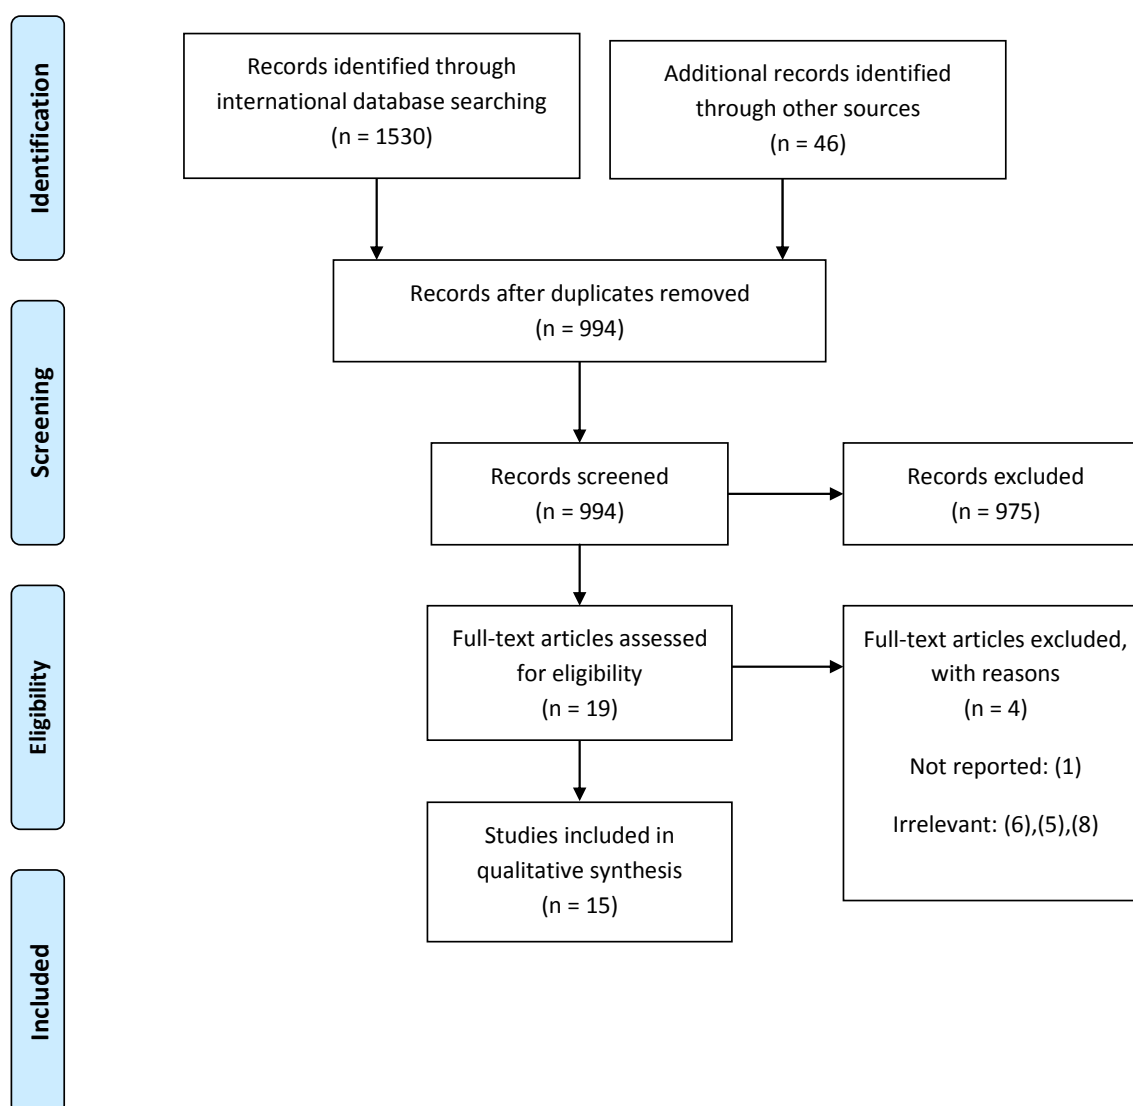 Identification
Records identified through
international database searching
(n = 1530)
Additional records identified
through other sources
(n = 46)
Records after duplicates removed
(n = 994)
Screening
Records screened
(n = 994)
Records excluded
(n = 975)
Eligibility
Full-text articles assessed
for eligibility
(n = 19)
Full-text articles excluded,
with reasons
(n = 4)
Not reported: (1)
Irrelevant: (6),(5),(8)
Studies included in
qualitative synthesis
(n = 15)
Included